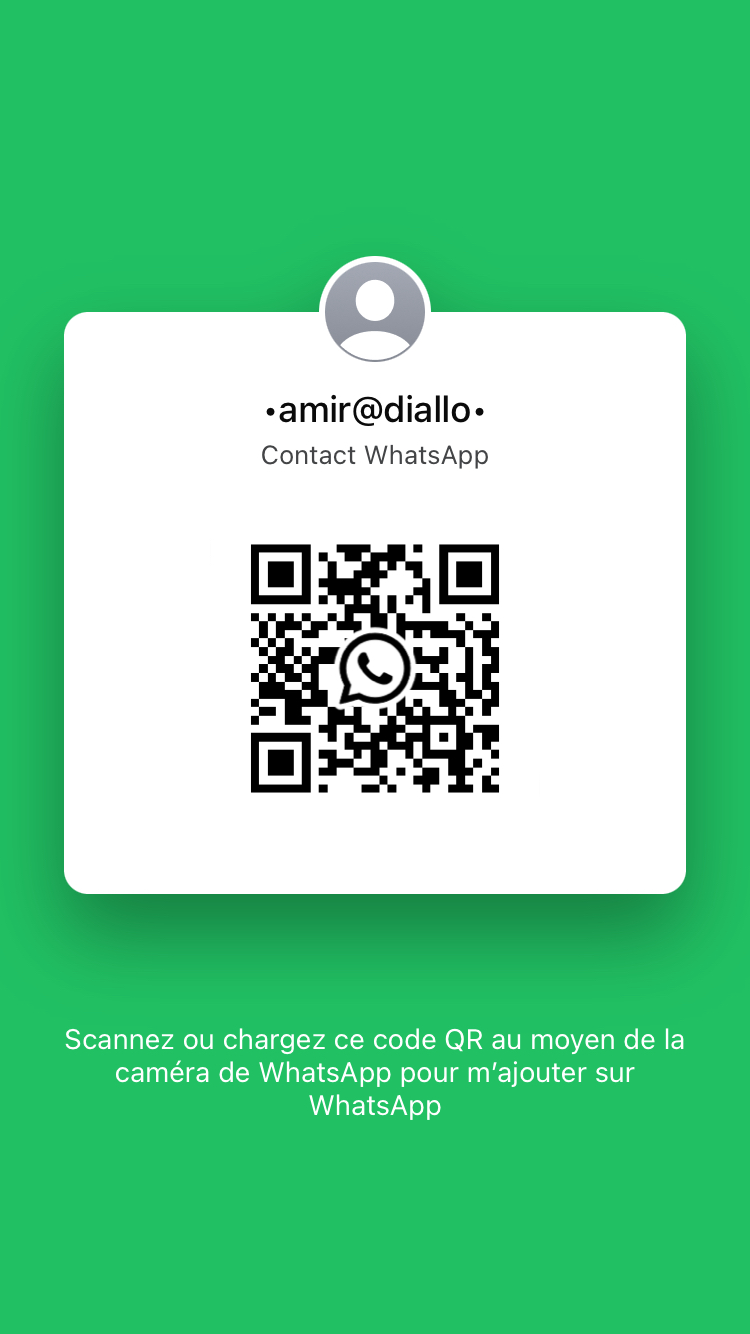 •amir@diallo•
Contact WhatsApp
Scannez ou chargez ce code QR au moyen de la
caméra de WhatsApp pour m’ajouter sur
WhatsApp